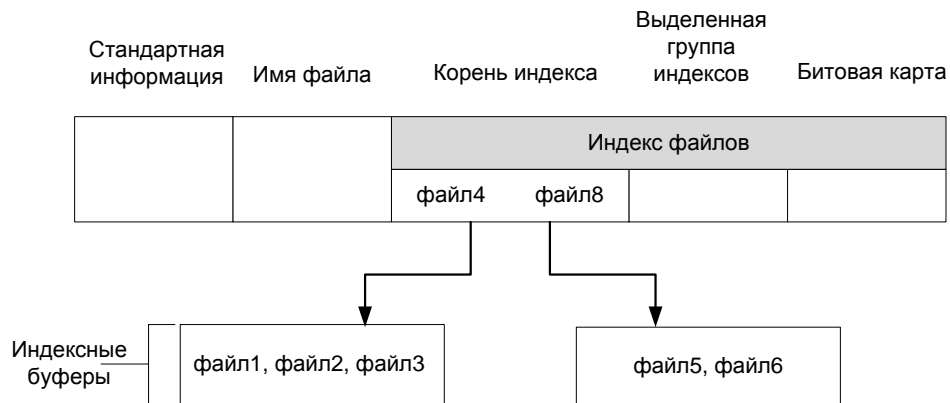 Стандартная
информация
Имя файла
Корень индекса
Выделенная
группа
индексов
Битовая карта
Индекс файлов
файл4
файл8
Индексные
буферы
файл1, файл2, файл3
файл5, файл6